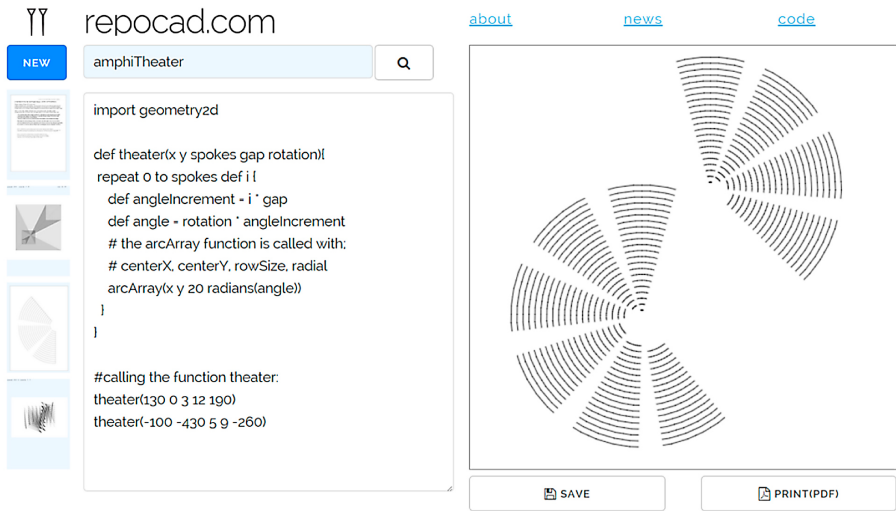 repocad.com
about news code
NEW
amphiTheater
import geometry2d
def theater(x y spokes gap rotation){
repeat 0 to spokes def i {
def angleIncrement = i * gap
def angle = rotation * angleIncrement
# the arcArray function is called with;
# centerX, centerY, rowSize, radial
arcArray(x y 20 radians(angle))
}
}
#calling the function theater:
theater(130 0 3 12 190)
theater(-100 -430 5 9 -260)
SAVE
PRINT(PDF)